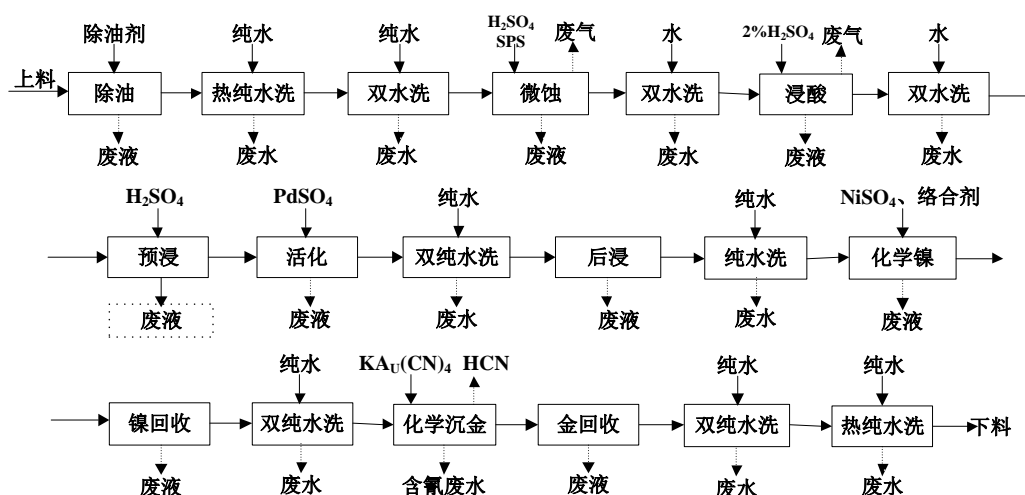 除油剂 纯水 纯水 H₂SO₄ SPS 废气 水 2%H₂SO₄ 废气 水
上料 除油 热纯水洗 双水洗 微蚀 双水洗 浸酸 双水洗
废液 废水 废水 废液 废水 废液 废水
H₂SO₄ PdSO₄ 纯水 纯水 NiSO₄、络合剂
预浸 活化 双纯水洗 后浸 纯水洗 化学镍
废液 废液 废水 废液 废水 废液
纯水 KAU(CN)₄ HCN 纯水 纯水
镍回收 双纯水洗 化学沉金 金回收 双纯水洗 热纯水洗 下料
废液 废水 含氰废水 废液 废水 废水